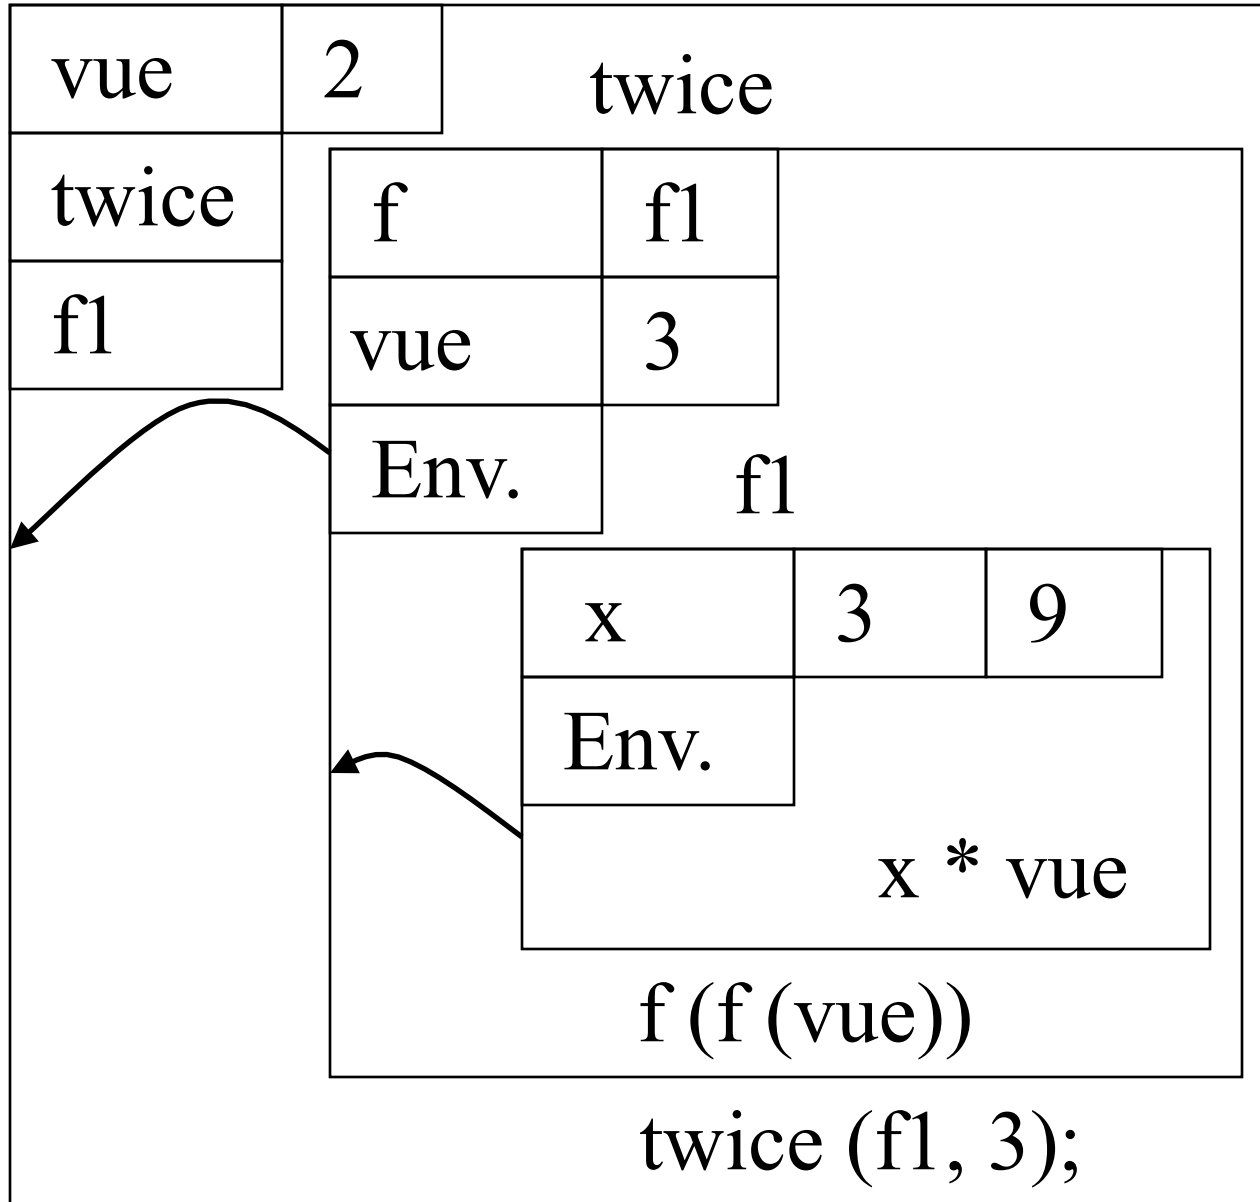 vue 2
twice
twice
f1
f f1
vue 3
Env.
f1
x 3 9
Env.
x * vue
f (f (vue))
twice (f1, 3);